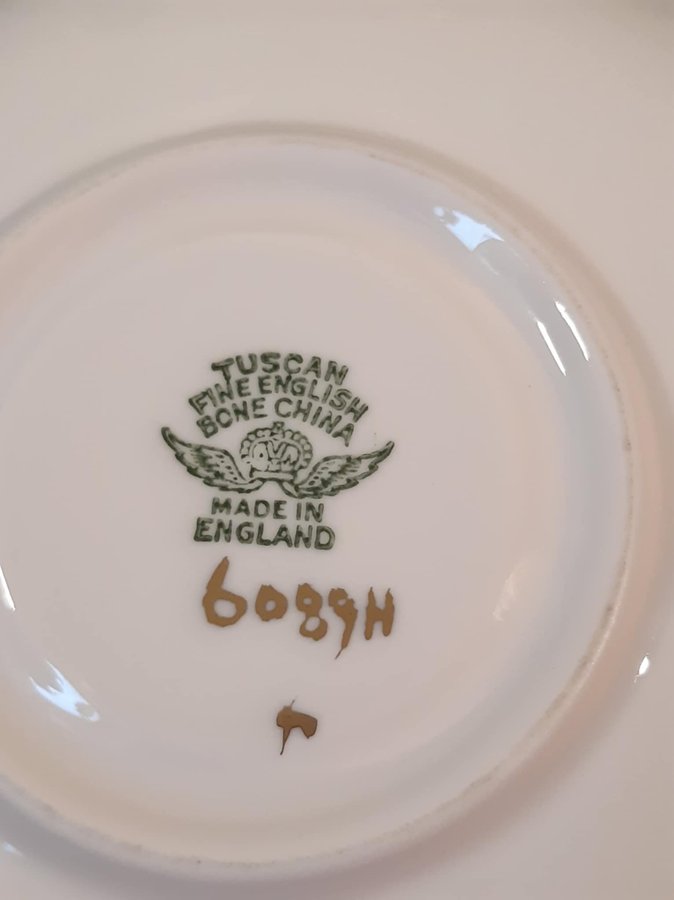 TUSCAN
FINE ENGLISH
BONE CHINA
MADE IN
ENGLAND
6089H